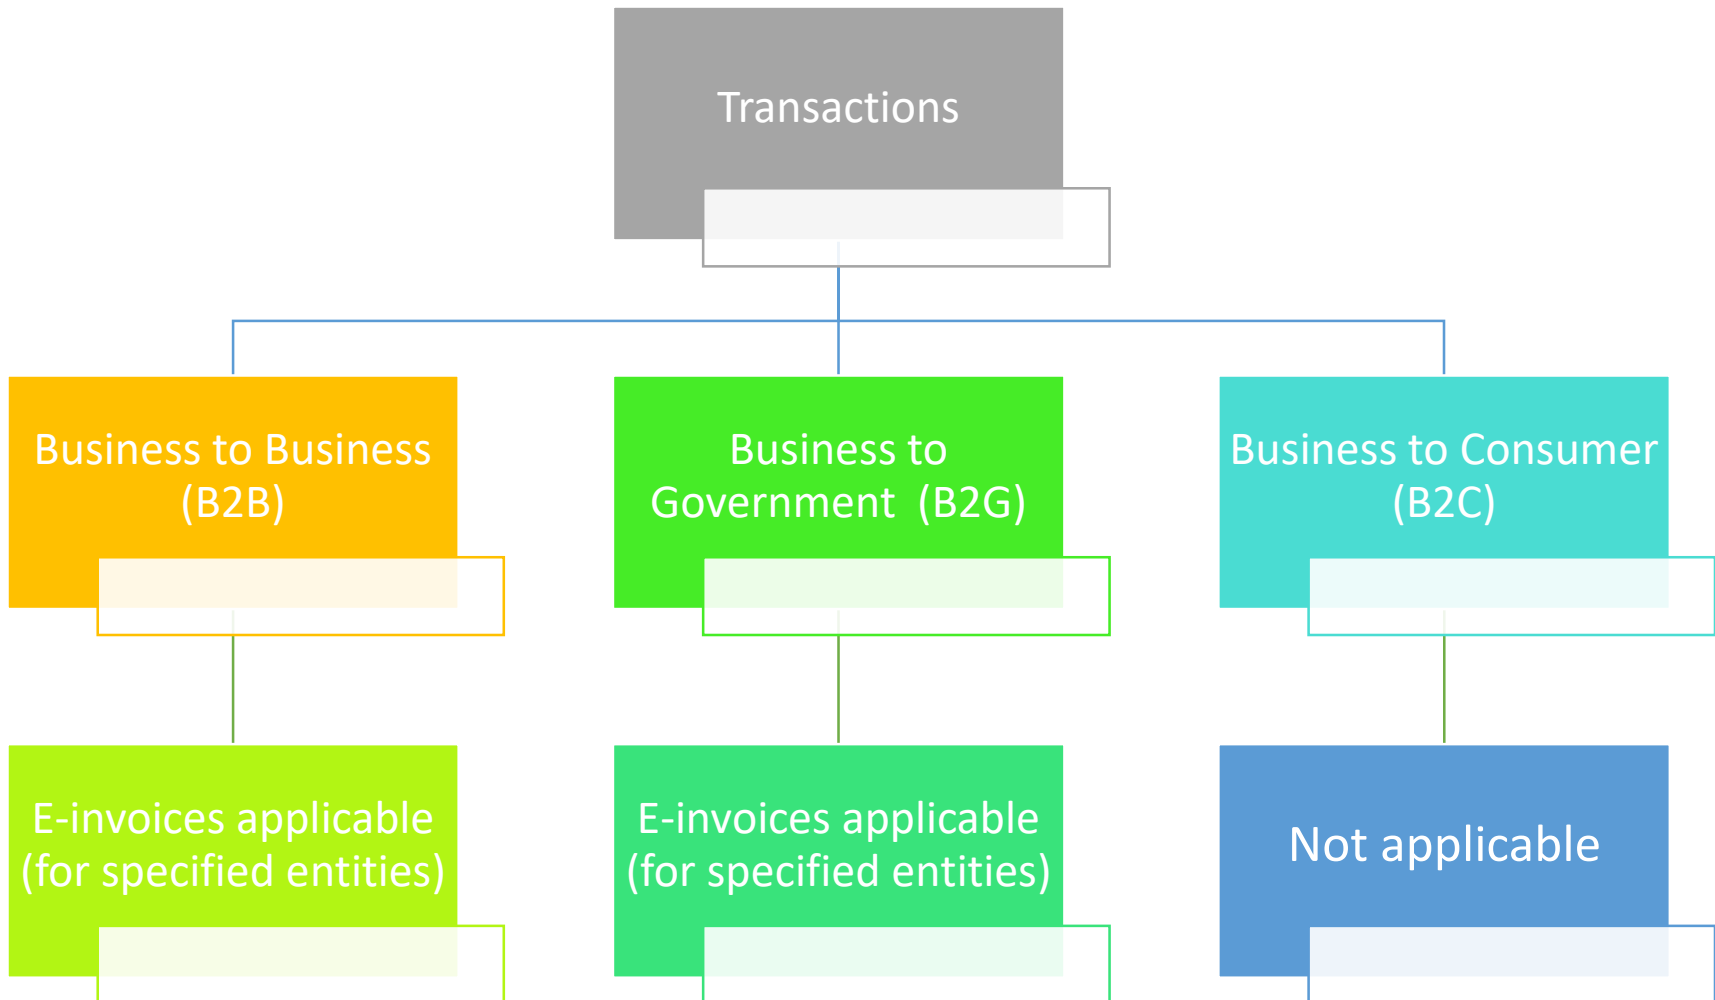 Transactions
Business to Business
(B2B)
Business to
Government  (B2G)
Business to Consumer
(B2C)
E-invoices applicable
(for specified entities)
E-invoices applicable
(for specified entities)
Not applicable